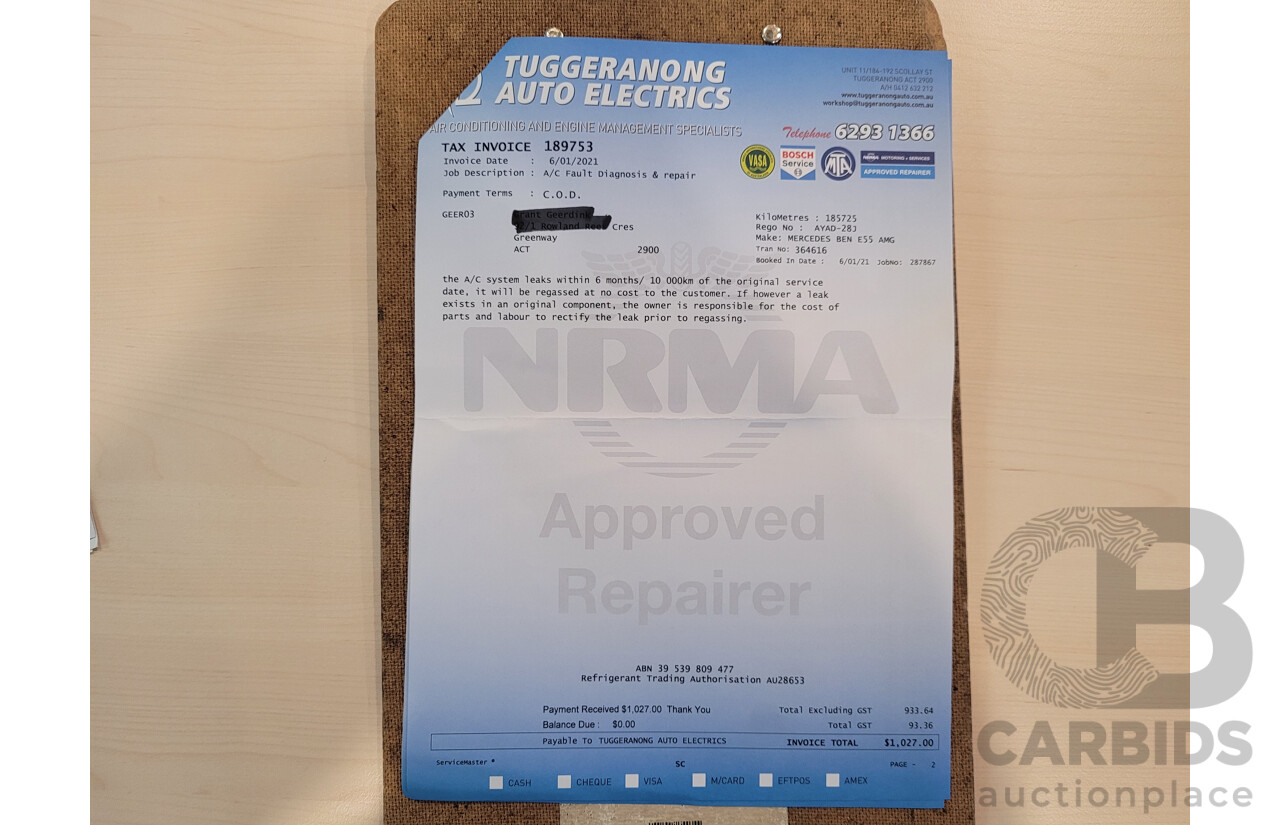 TUGGERANONG
AUTO ELECTRICS
UNIT 11/186-192 SCOLLAY ST
TUGGERANONG ACT 2900
A/H 0412 632 213
www.tuggeranongauto.com.au
workshop@tuggeranongauto.com.au
AIR CONDITIONING AND ENGINE MANAGEMENT SPECIALISTS
Telephone 6293 1366
TAX INVOICE 189753
Invoice Date : 6/01/2021
Job Description : A/C Fault Diagnosis & repair
VASA
BOSCH
Service
MTA
NRMA MOTORING + SERVICES
APPROVED REPAIRER
Payment Terms : C.O.D.
GEER03
Cres
Greenway
ACT 2900
KiloMetres : 185725
Rego No : AYAD-28J
Make: MERCEDES BEN E55 AMG
Tran No: 364616
Booked In Date : 6/01/21 JobNo: 287867
the A/C system leaks within 6 months/ 10 000km of the original service
date, it will be regassed at no cost to the customer. If however a leak
exists in an original component, the owner is responsible for the cost of
parts and labour to rectify the leak prior to regassing.
NRMA
Approved
Repairer
ABN 39 539 809 477
Refrigerant Trading Authorisation AU28653
Payment Received $1,027.00 Thank You
Total Excluding GST 933.64
Balance Due : $0.00
Total GST 93.36
Payable To TUGGERANONG AUTO ELECTRICS
INVOICE TOTAL $1,027.00
ServiceMaster *
SC
PAGE - 2
CASH CHEQUE VISA M/CARD EFTPOS AMEX
CB
CARBIDS
auctionplace